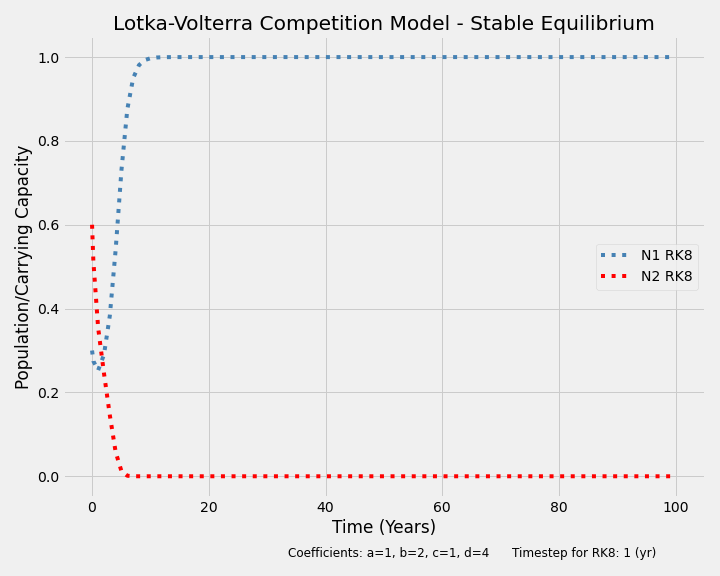 Lotka-Volterra Competition Model - Stable Equilibrium
Population/Carrying Capacity
1.0
0.8
0.6
0.4
0.2
0.0
N1 RK8
N2 RK8
0 20 40 60 80 100
Time (Years)
Coefficients: a=1, b=2, c=1, d=4 Timestep for RK8: 1 (yr)